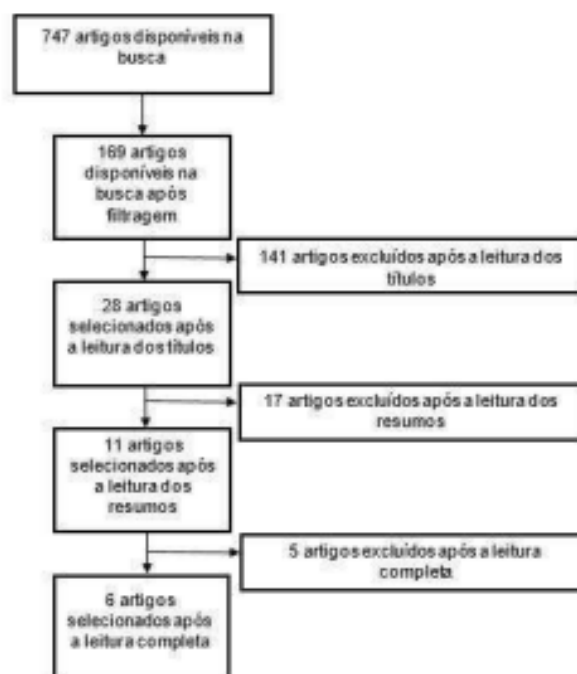 747 artigos disponíveis na
busca
169 artigos
disponíveis na
busca após
filtragem
141 artigos excluídos após a leitura dos
títulos
28 artigos
selecionados após
a leitura dos títulos
17 artigos excluídos após a leitura dos
resumos
11 artigos
selecionados após
a leitura dos
resumos
5 artigos excluídos após a leitura
completa
6 artigos
selecionados após
a leitura completa